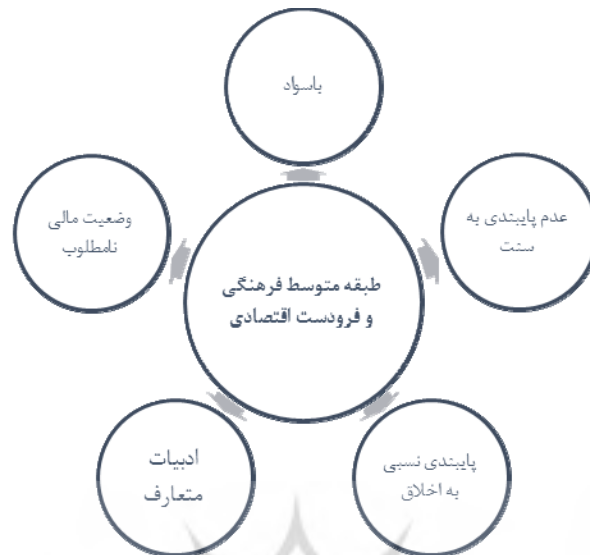 باسواد
عدم پایبندی به
سنت
وضعیت مالی
نامطلوب
طبقه متوسط فرهنگی
و فرودست اقتصادی
پایبندی نسبی
به اخلاق
ادبیات
متعارف